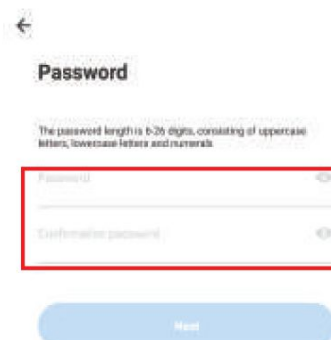 Password
The password length is 6-26 digits, consisting of uppercase
letters, lowercase letters and numerals
Password
Confirmation password
Next